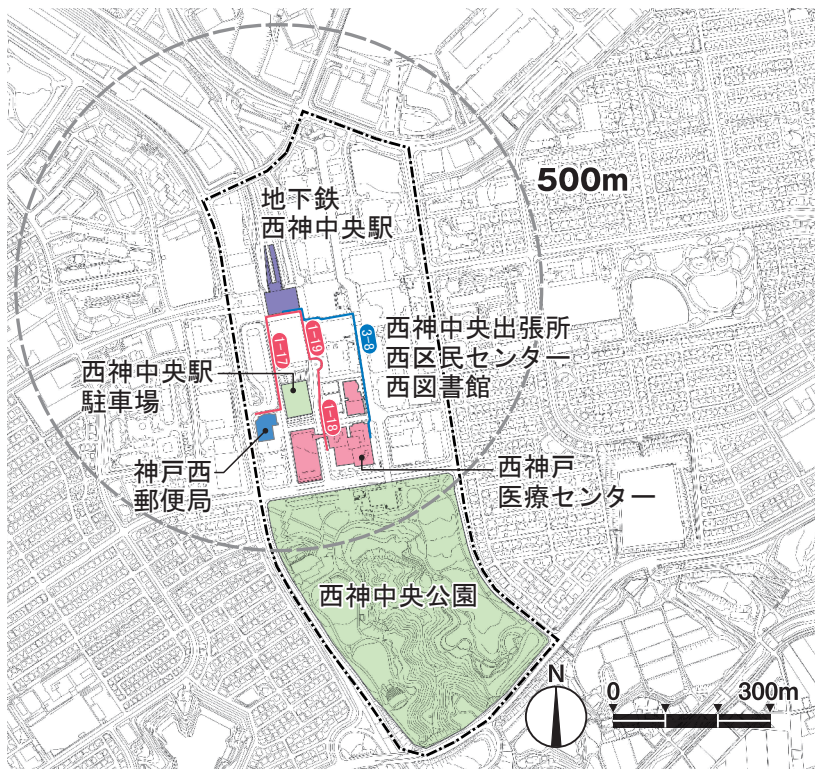 500m
地下鉄
西神中央駅
1-17
1-19
3-8
西神中央出張所
西区民センター
西図書館
西神中央駅
駐車場
1-18
神戸西
郵便局
西神戸
医療センター
西神中央公園
N
0 300m